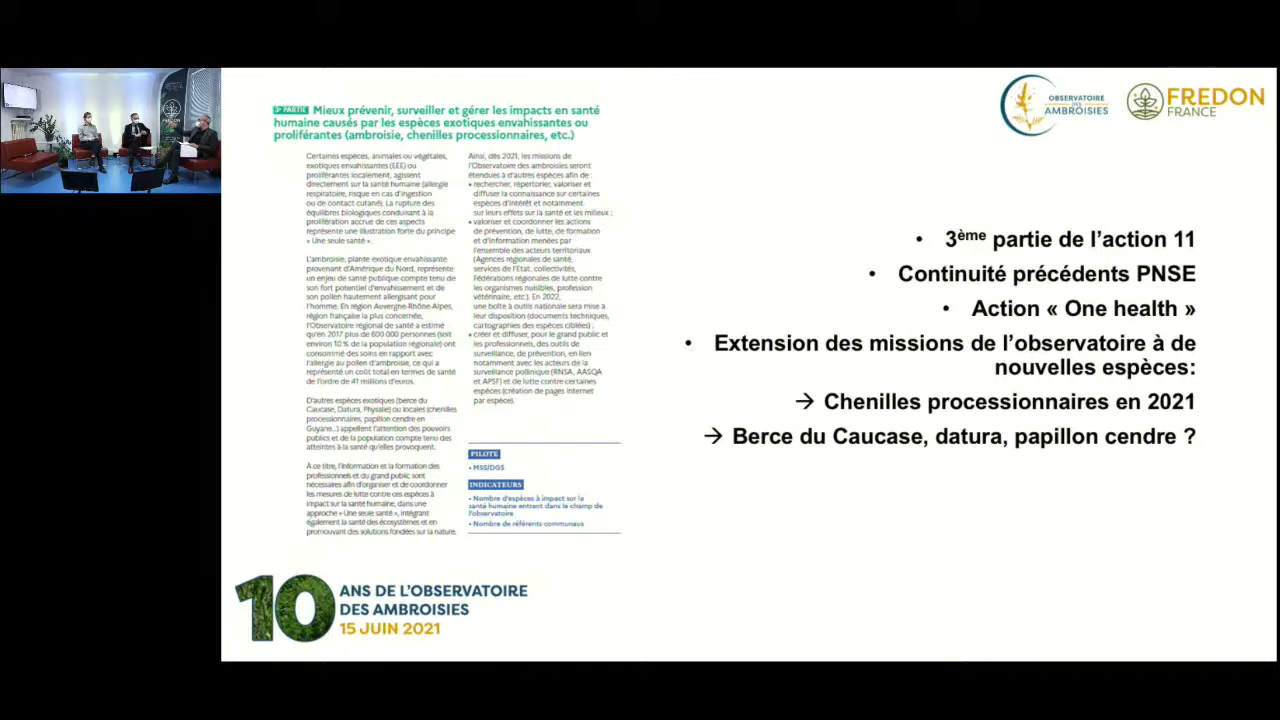 3e PARTIE Mieux prévenir, surveiller et gérer les impacts en santé
humaine causés par les espèces exotiques envahissantes ou
proliférantes (ambroisie, chenilles processionnaires, etc.)
Certaines espèces, animales ou végétales,
exotiques envahissantes (EEE) ou
proliférantes localement, agissent
directement sur la santé humaine (allergie
respiratoire, risque en cas d'ingestion
ou de contact cutané). La rupture des
équilibres biologiques conduisant à la
prolifération accrue de ces aspects
représente une illustration forte du principe
« Une seule santé ».
L'ambroisie, plante exotique envahissante
provenant d'Amérique du Nord, représente
un enjeu de santé publique compte tenu de
son fort potentiel d'envahissement et de
son pollen hautement allergisant pour
l'homme. En région Auvergne-Rhône-Alpes,
région française la plus concernée,
l'Observatoire régional de santé a estimé
qu'en 2017 plus de 600 000 personnes (soit
environ 10 % de la population régionale) ont
consommé des soins en rapport avec
l'allergie au pollen d'ambroisie, ce qui a
représenté un coût total en termes de santé
de l'ordre de 41 millions d'euros.
D'autres espèces exotiques (berce du
Caucase, Datura, Physalie) ou locales (chenilles
processionnaires, papillon cendre en
Guyane...) appellent l'attention des pouvoirs
publics et de la population compte tenu des
atteintes à la santé qu'elles provoquent.
À ce titre, l'information et la formation des
professionnels et du grand public sont
nécessaires afin d'organiser et de coordonner
les mesures de lutte contre ces espèces à
impact sur la santé humaine, dans une
approche « Une seule santé », intégrant
également la santé des écosystèmes et en
promouvant des solutions fondées sur la nature.
Ainsi, dès 2021, les missions de
l'Observatoire des ambroisies seront
étendues à d'autres espèces afin de :
• rechercher, répertorier, valoriser et
diffuser la connaissance sur certaines
espèces d'intérêt et notamment
sur leurs effets sur la santé et les milieux ;
• valoriser et coordonner les actions
de prévention, de lutte, de formation
et d'information menées par
l'ensemble des acteurs territoriaux
(Agences régionales de santé,
services de l'Etat, collectivités,
Fédérations régionales de lutte contre
les organismes nuisibles, profession
vétérinaire, etc.). En 2022,
une boîte à outils nationale sera mise à
leur disposition (documents techniques,
cartographies des espèces ciblées) ;
• créer et diffuser, pour le grand public et
les professionnels, des outils de
surveillance, de prévention, en lien
notamment avec les acteurs de la
surveillance pollinique (RNSA, AASQA
et APSF) et de lutte contre certaines
espèces (création de pages internet
par espèce).
PILOTE
• MSS/DGS
INDICATEURS
• Nombre d'espèces à impact sur la
santé humaine entrant dans le champ de
l'observatoire
• Nombre de référents communaux
OBSERVATOIRE
DES
AMBROISIES
FREDON
FRANCE
• 3ème partie de l'action 11
• Continuité précédents PNSE
• Action « One health »
• Extension des missions de l'observatoire à de
nouvelles espèces:
→ Chenilles processionnaires en 2021
→ Berce du Caucase, datura, papillon cendre ?
10 ANS DE L'OBSERVATOIRE
DES AMBROISIES
15 JUIN 2021